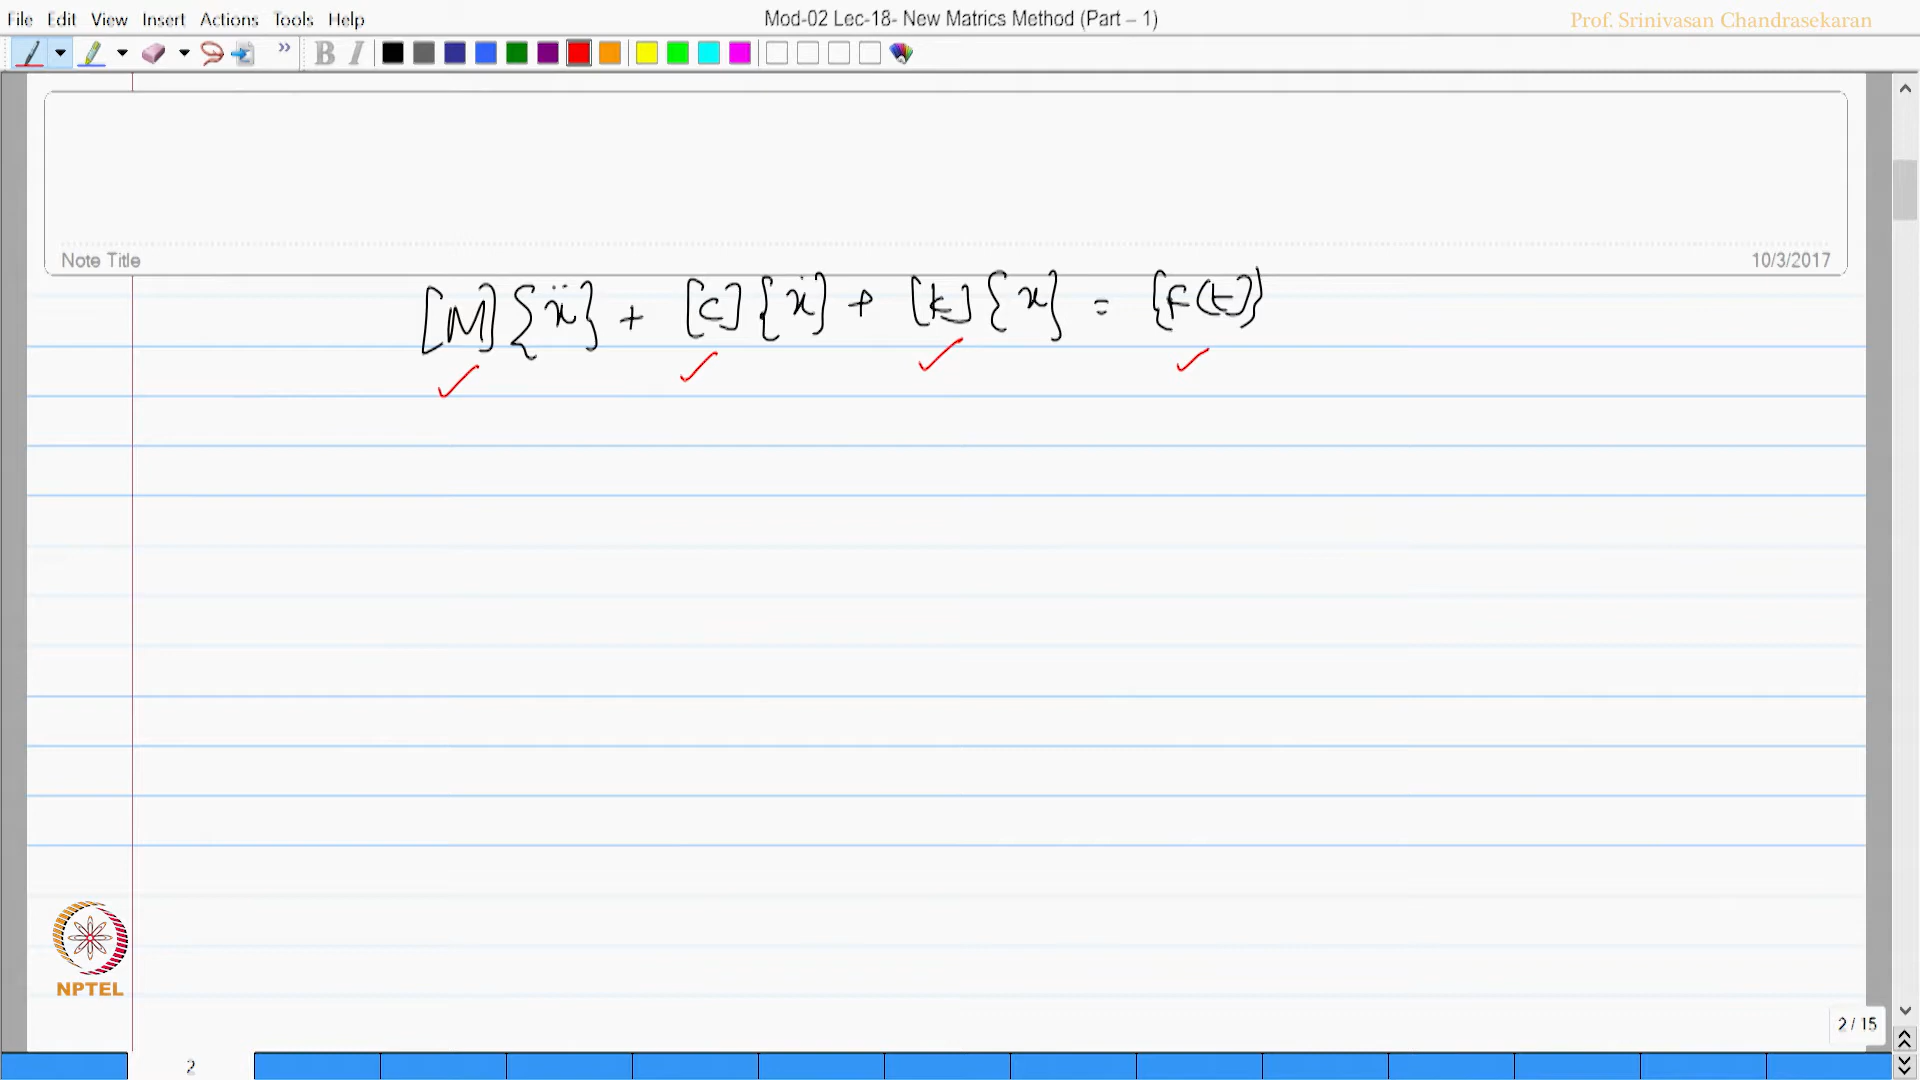 File Edit View Insert Actions Tools Help
Mod-02 Lec-18- New Matrics Method (Part – 1)
Prof. Srinivasan Chandrasekaran
B I
Note Title
10/3/2017
[M]{ẍ} + [c]{ẋ} + [k]{x} = {F(t)}
NPTEL
2 / 15
2